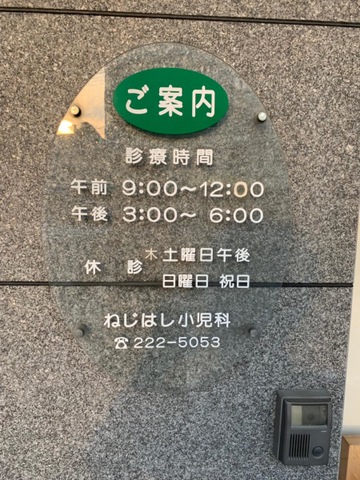 ご案内
診療時間
午前 9:00〜12:00
午後 3:00〜 6:00
休診 木 土曜日午後
日曜日 祝日
ねじはし小児科
☎222-5053